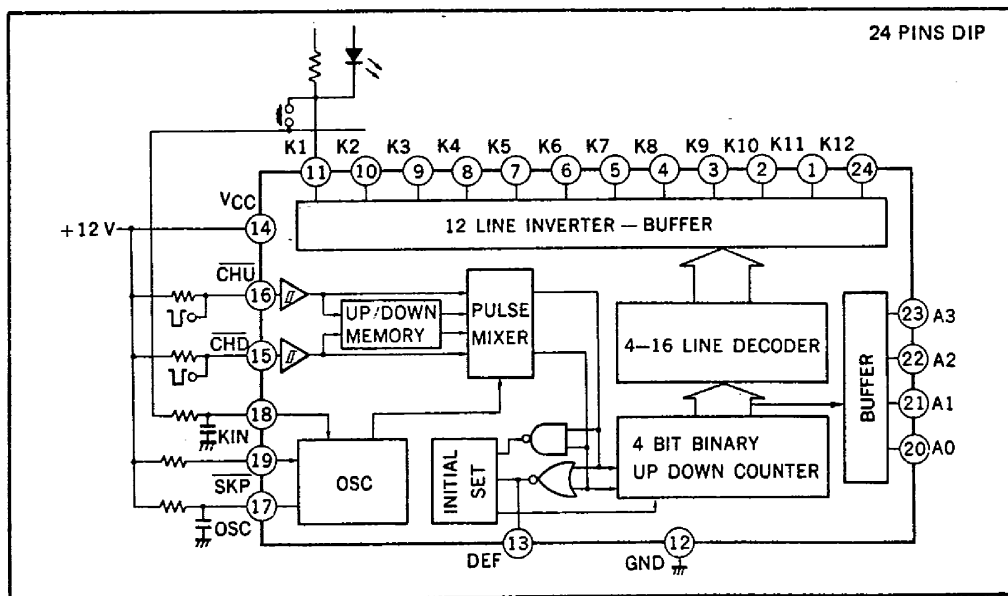 24 PINS DIP
K1 K2 K3 K4 K5 K6 K7 K8 K9 K10 K11 K12
11 10 9 8 7 6 5 4 3 2 1 24
VCC
+12 V
14
12 LINE INVERTER — BUFFER
CHU
16
UP/DOWN
MEMORY
PULSE
MIXER
CHD
15
4–16 LINE DECODER
BUFFER
23 A3
22 A2
21 A1
20 A0
18
KIN
19
SKP
17
OSC
OSC
INITIAL
SET
4 BIT BINARY
UP DOWN COUNTER
13
DEF
12
GND